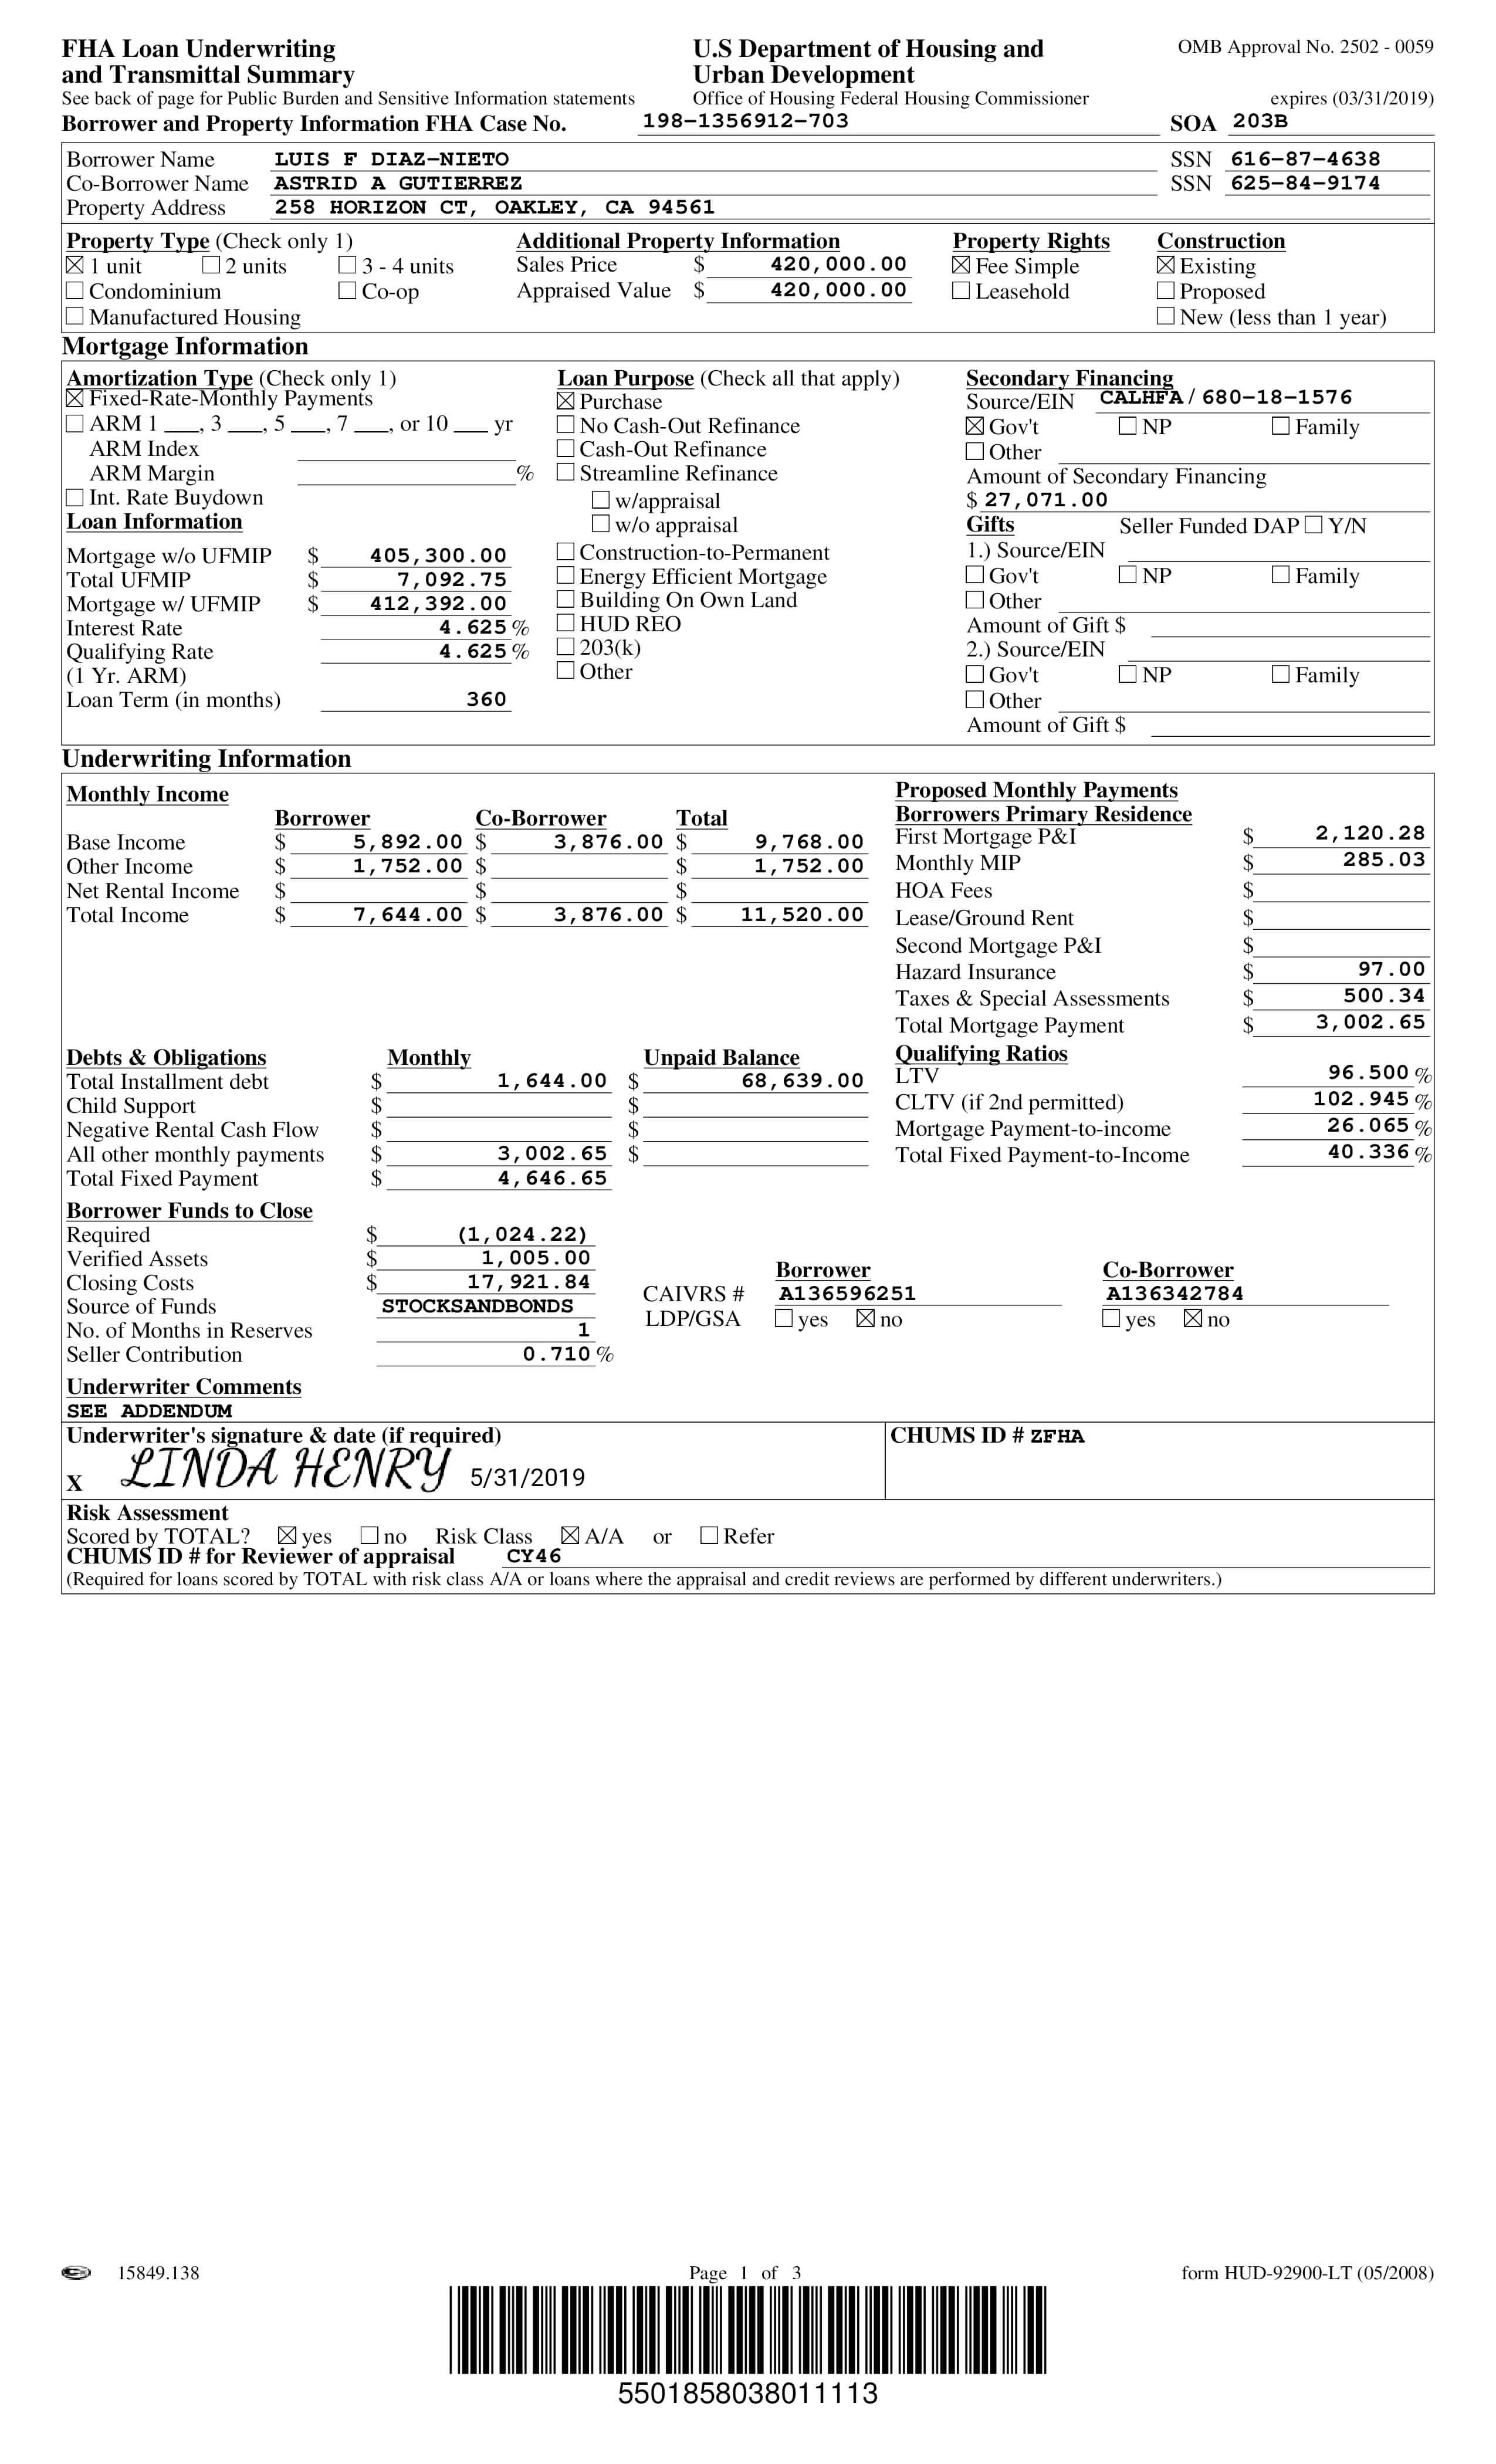 FHA Loan Underwriting
and Transmittal Summary
See back of page for Public Burden and Sensitive Information statements
U.S Department of Housing and
Urban Development
Office of Housing Federal Housing Commissioner
OMB Approval No. 2502 - 0059
expires (03/31/2019)
Borrower and Property Information FHA Case No. 198-1356912-703 SOA 203B
Borrower Name LUIS F DIAZ-NIETO SSN 616-87-4638
Co-Borrower Name ASTRID A GUTIERREZ SSN 625-84-9174
Property Address 258 HORIZON CT, OAKLEY, CA 94561
Property Type (Check only 1)
☒ 1 unit ☐ 2 units ☐ 3 - 4 units
☐ Condominium ☐ Co-op
☐ Manufactured Housing
Additional Property Information
Sales Price $ 420,000.00
Appraised Value $ 420,000.00
Property Rights
☒ Fee Simple
☐ Leasehold
Construction
☒ Existing
☐ Proposed
☐ New (less than 1 year)
Mortgage Information
Amortization Type (Check only 1)
☒ Fixed-Rate-Monthly Payments
☐ ARM 1 ___, 3 ___, 5 ___, 7 ___, or 10 ___ yr
ARM Index
ARM Margin %
☐ Int. Rate Buydown
Loan Information
Mortgage w/o UFMIP $ 405,300.00
Total UFMIP $ 7,092.75
Mortgage w/ UFMIP $ 412,392.00
Interest Rate 4.625 %
Qualifying Rate 4.625 %
(1 Yr. ARM)
Loan Term (in months) 360
Loan Purpose (Check all that apply)
☒ Purchase
☐ No Cash-Out Refinance
☐ Cash-Out Refinance
☐ Streamline Refinance
☐ w/appraisal
☐ w/o appraisal
☐ Construction-to-Permanent
☐ Energy Efficient Mortgage
☐ Building On Own Land
☐ HUD REO
☐ 203(k)
☐ Other
Secondary Financing
Source/EIN CALHFA / 680-18-1576
☒ Gov't ☐ NP ☐ Family
☐ Other
Amount of Secondary Financing
$ 27,071.00
Gifts Seller Funded DAP ☐ Y/N
1.) Source/EIN
☐ Gov't ☐ NP ☐ Family
☐ Other
Amount of Gift $
2.) Source/EIN
☐ Gov't ☐ NP ☐ Family
☐ Other
Amount of Gift $
Underwriting Information
Monthly Income
Borrower Co-Borrower Total
Base Income $ 5,892.00 $ 3,876.00 $ 9,768.00
Other Income $ 1,752.00 $ $ 1,752.00
Net Rental Income $ $ $
Total Income $ 7,644.00 $ 3,876.00 $ 11,520.00
Proposed Monthly Payments
Borrowers Primary Residence
First Mortgage P&I $ 2,120.28
Monthly MIP $ 285.03
HOA Fees $
Lease/Ground Rent $
Second Mortgage P&I $
Hazard Insurance $ 97.00
Taxes & Special Assessments $ 500.34
Total Mortgage Payment $ 3,002.65
Debts & Obligations Monthly Unpaid Balance
Total Installment debt $ 1,644.00 $ 68,639.00
Child Support $ $
Negative Rental Cash Flow $ $
All other monthly payments $ 3,002.65 $
Total Fixed Payment $ 4,646.65
Qualifying Ratios
LTV 96.500 %
CLTV (if 2nd permitted) 102.945 %
Mortgage Payment-to-income 26.065 %
Total Fixed Payment-to-Income 40.336 %
Borrower Funds to Close
Required $ (1,024.22)
Verified Assets $ 1,005.00
Closing Costs $ 17,921.84
Source of Funds STOCKSANDBONDS
No. of Months in Reserves 1
Seller Contribution 0.710 %
Borrower Co-Borrower
CAIVRS # A136596251 A136342784
LDP/GSA ☐ yes ☒ no ☐ yes ☒ no
Underwriter Comments
SEE ADDENDUM
Underwriter's signature & date (if required)
X LINDA HENRY 5/31/2019
CHUMS ID # ZFHA
Risk Assessment
Scored by TOTAL? ☒ yes ☐ no Risk Class ☒ A/A or ☐ Refer
CHUMS ID # for Reviewer of appraisal CY46
(Required for loans scored by TOTAL with risk class A/A or loans where the appraisal and credit reviews are performed by different underwriters.)
15849.138 Page 1 of 3 form HUD-92900-LT (05/2008)
5501858038011113